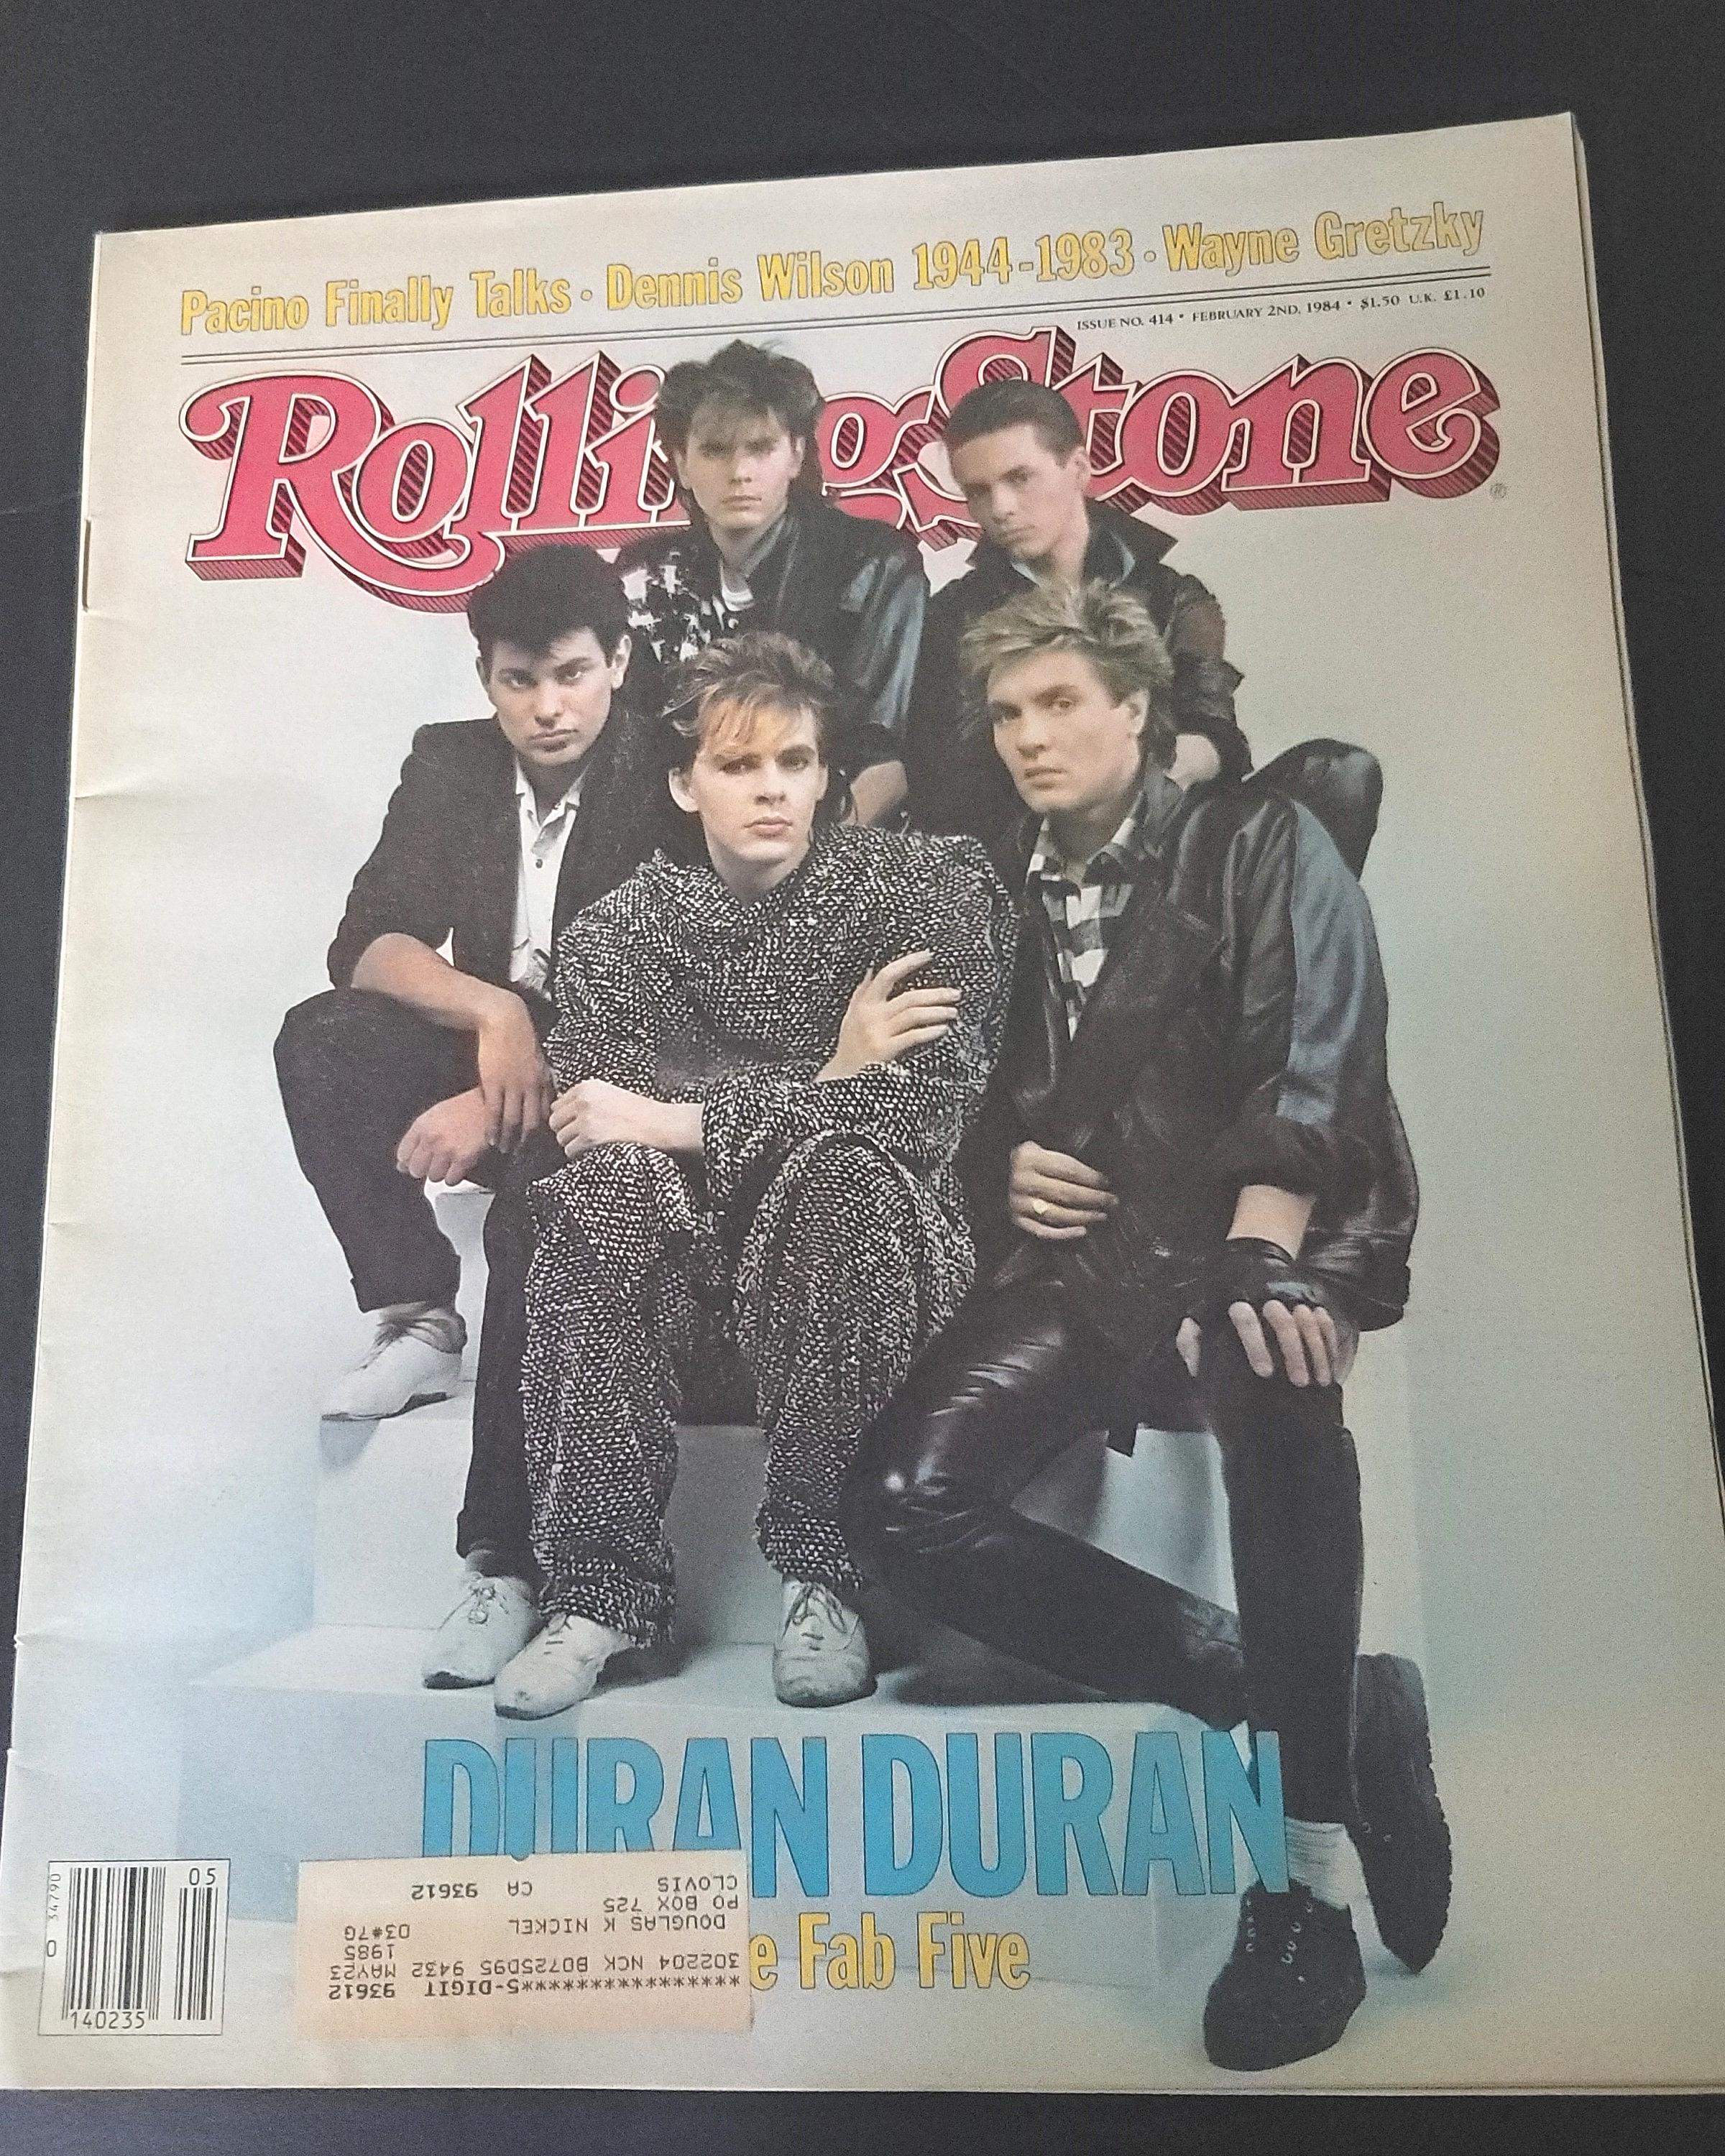 Pacino Finally Talks · Dennis Wilson 1944-1983 · Wayne Gretzky
ISSUE NO. 414 • FEBRUARY 2ND, 1984 • $1.50 U.K. £1.10
RollingStone
®
DURAN DURAN
e Fab Five
*******************5-DIGIT 93612
302204 NCK B0725D95 9432 MAY23
1985
DOUGLAS K NICKEL 03#7G
PO BOX 725
CLOVIS CA 93612
05
34790
0
140235